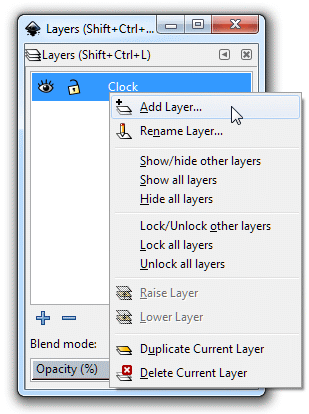 Layers (Shift+Ctrl+...
Layers (Shift+Ctrl+L)
Clock
Add Layer...
Rename Layer...
Show/hide other layers
Show all layers
Hide all layers
Lock/Unlock other layers
Lock all layers
Unlock all layers
Raise Layer
Lower Layer
Duplicate Current Layer
Delete Current Layer
Blend mode:
Opacity (%)